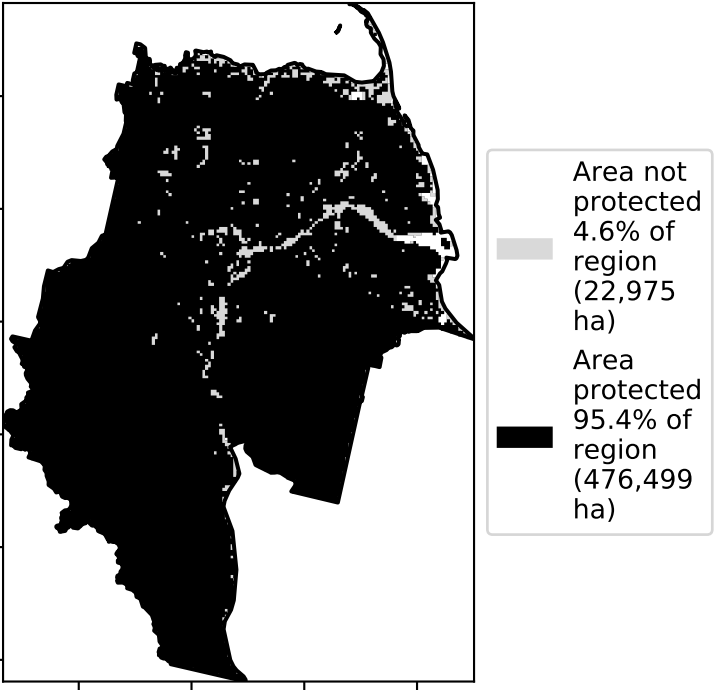 Area not
protected
4.6% of
region
(22,975
ha)
Area
protected
95.4% of
region
(476,499
ha)